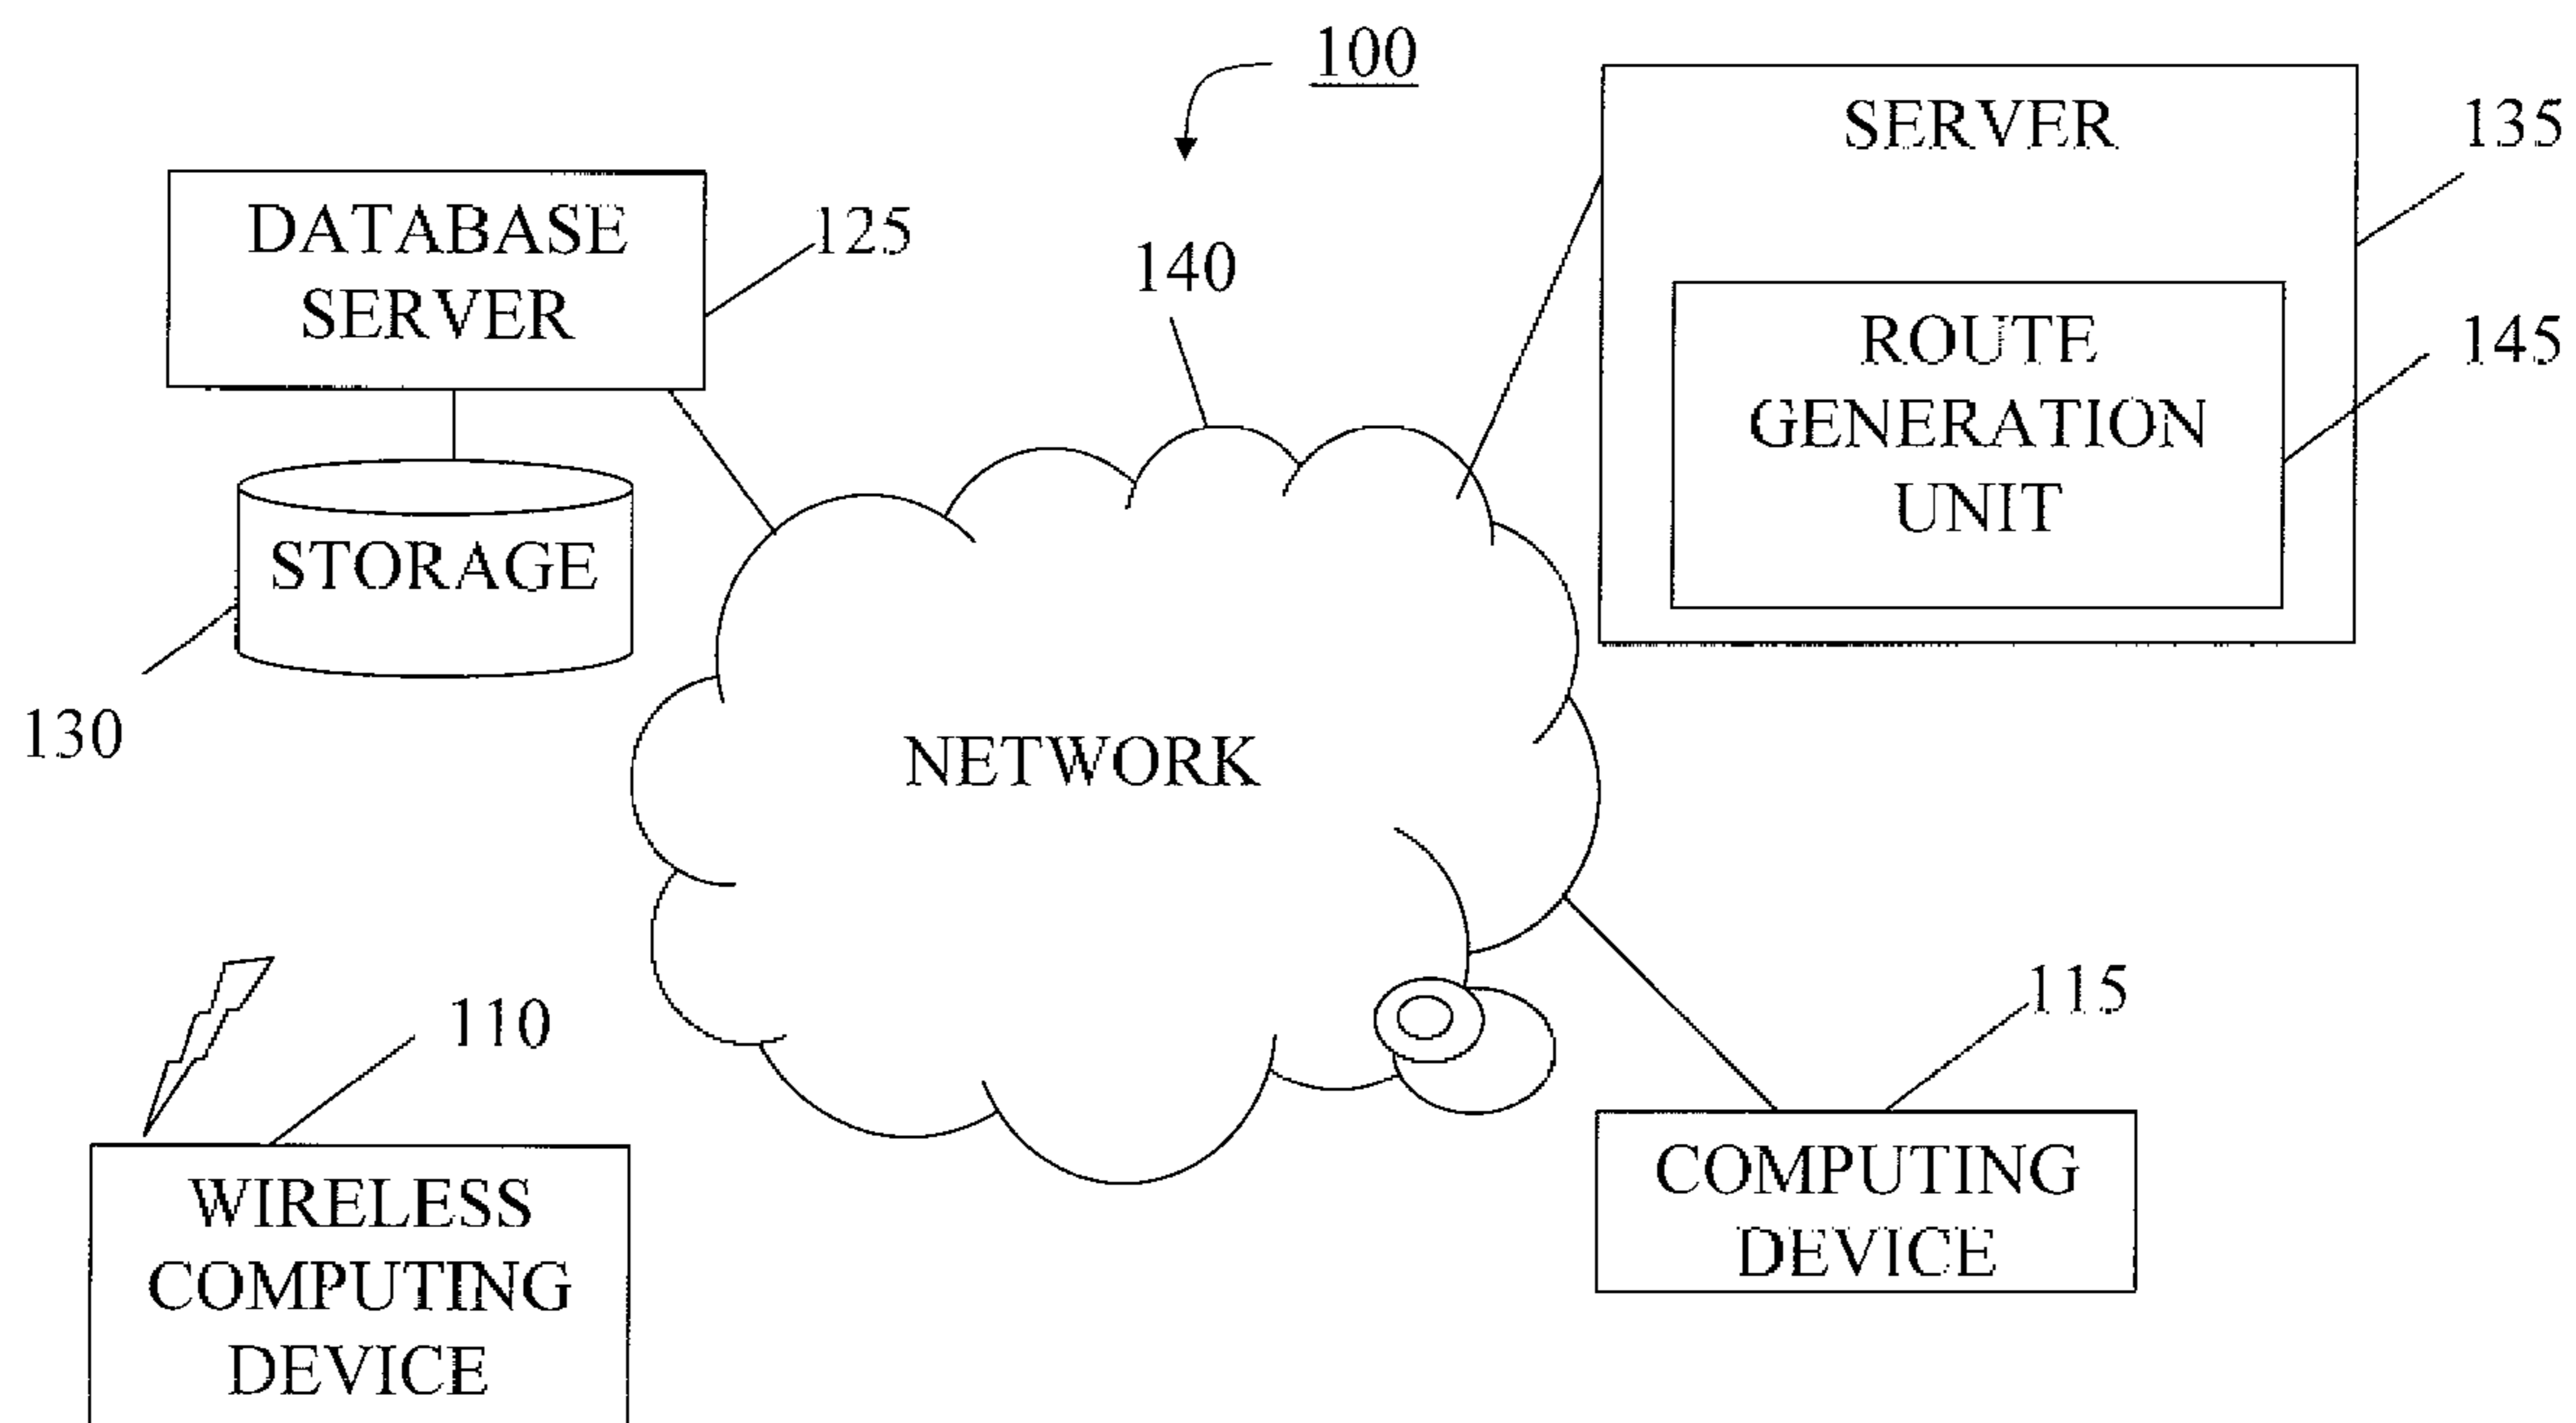 100
SERVER
135
DATABASE
SERVER
125
140
ROUTE
GENERATION
UNIT
145
STORAGE
130
NETWORK
110
115
WIRELESS
COMPUTING
DEVICE
COMPUTING
DEVICE